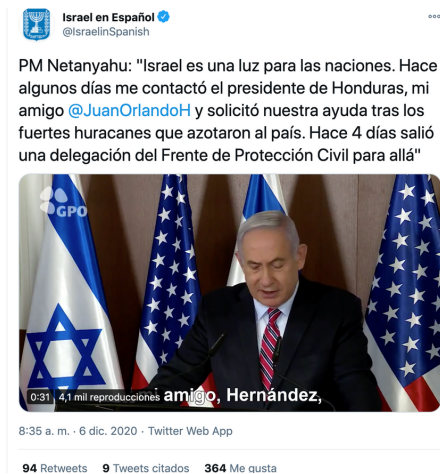 Israel en Español
@IsraelinSpanish
PM Netanyahu: "Israel es una luz para las naciones. Hace
algunos días me contactó el presidente de Honduras, mi
amigo @JuanOrlandoH y solicitó nuestra ayuda tras los
fuertes huracanes que azotaron al país. Hace 4 días salió
una delegación del Frente de Protección Civil para allá"
GPO
0:31 4,1 mil reproducciones amigo, Hernández,
8:35 a. m. · 6 dic. 2020 · Twitter Web App
94 Retweets 9 Tweets citados 364 Me gusta